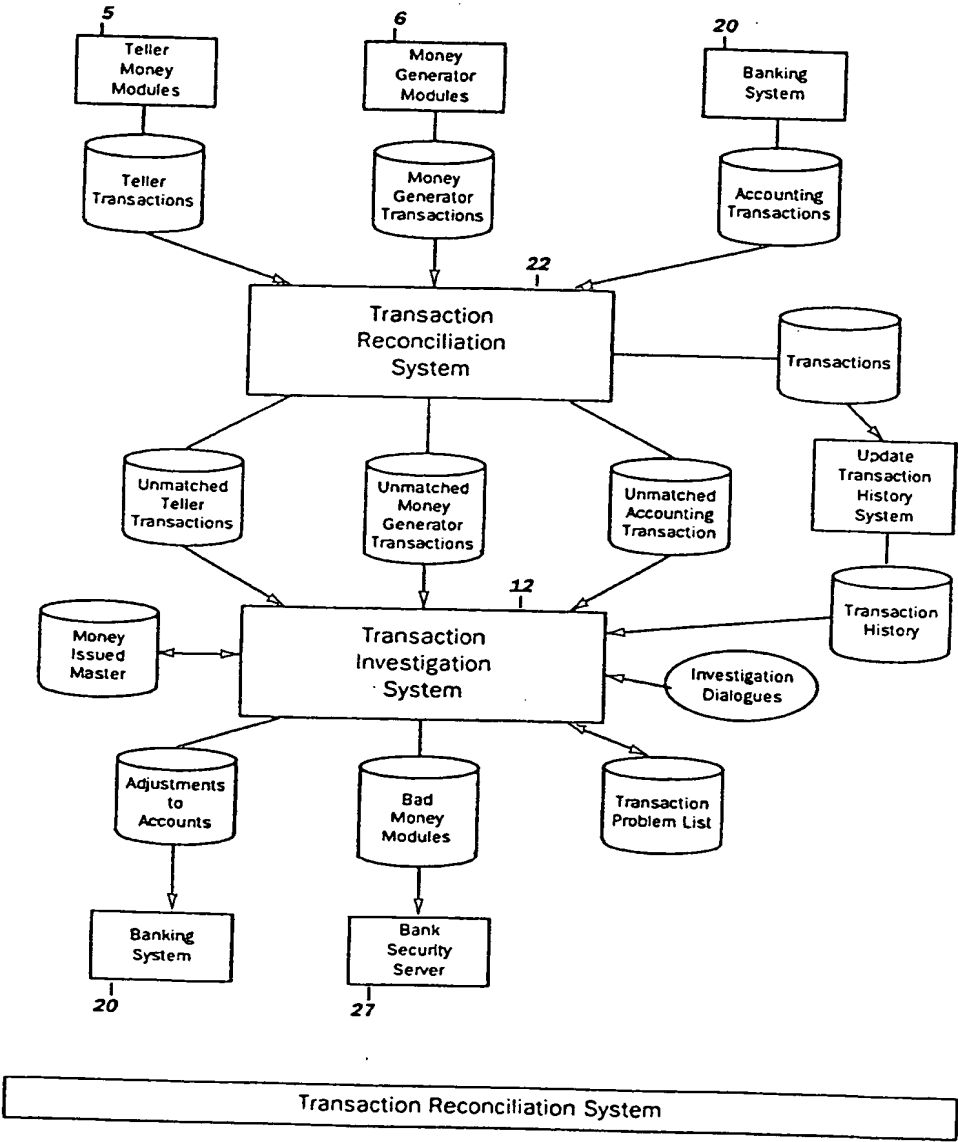 5
Teller
Money
Modules
6
Money
Generator
Modules
20
Banking
System
Teller
Transactions
Money
Generator
Transactions
Accounting
Transactions
22
Transaction
Reconciliation
System
Transactions
Update
Transaction
History
System
Unmatched
Teller
Transactions
Unmatched
Money
Generator
Transactions
Unmatched
Accounting
Transaction
12
Transaction
Investigation
System
Transaction
History
Money
Issued
Master
Investigation
Dialogues
Adjustments
to
Accounts
Bad
Money
Modules
Transaction
Problem List
Banking
System
20
Bank
Security
Server
27
Transaction Reconciliation System